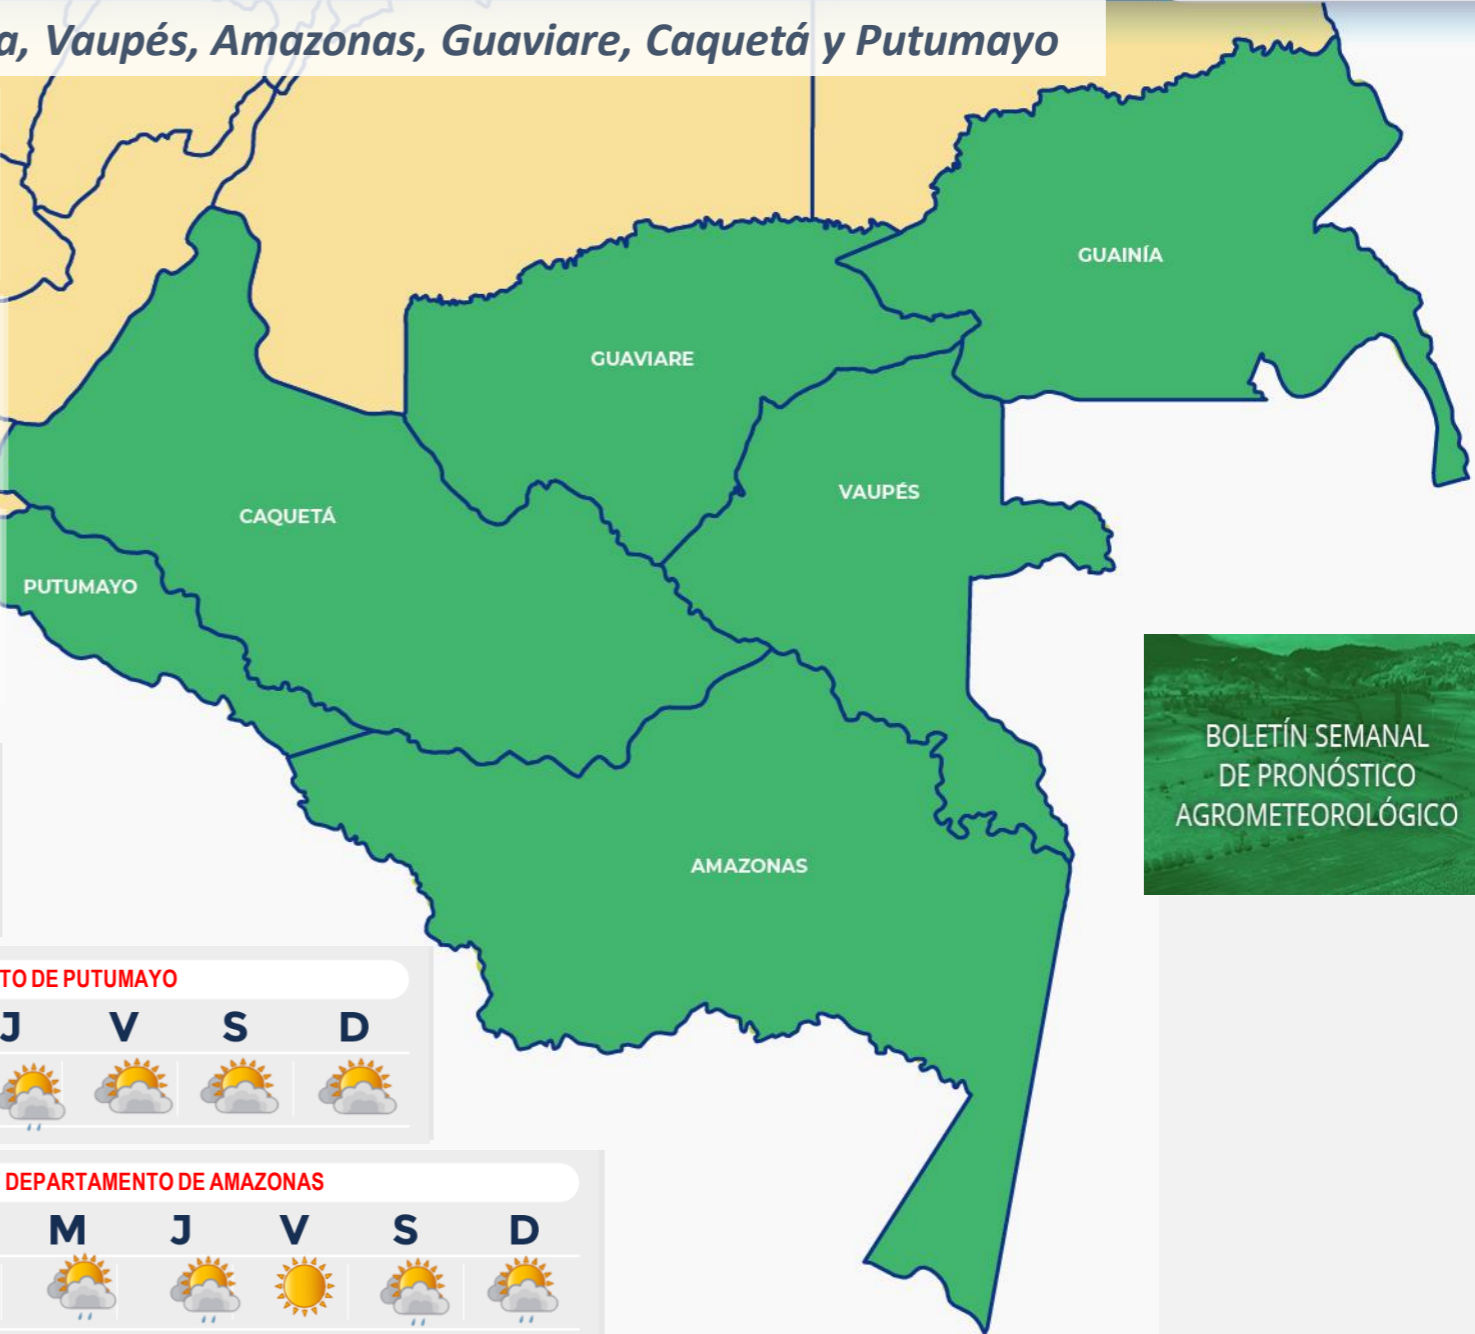 a, Vaupés, Amazonas, Guaviare, Caquetá y Putumayo
GUAINÍA
GUAVIARE
VAUPÉS
CAQUETÁ
PUTUMAYO
BOLETÍN SEMANAL
DE PRONÓSTICO
AGROMETEOROLÓGICO
AMAZONAS
TO DE PUTUMAYO
J V S D
DEPARTAMENTO DE AMAZONAS
M J V S D